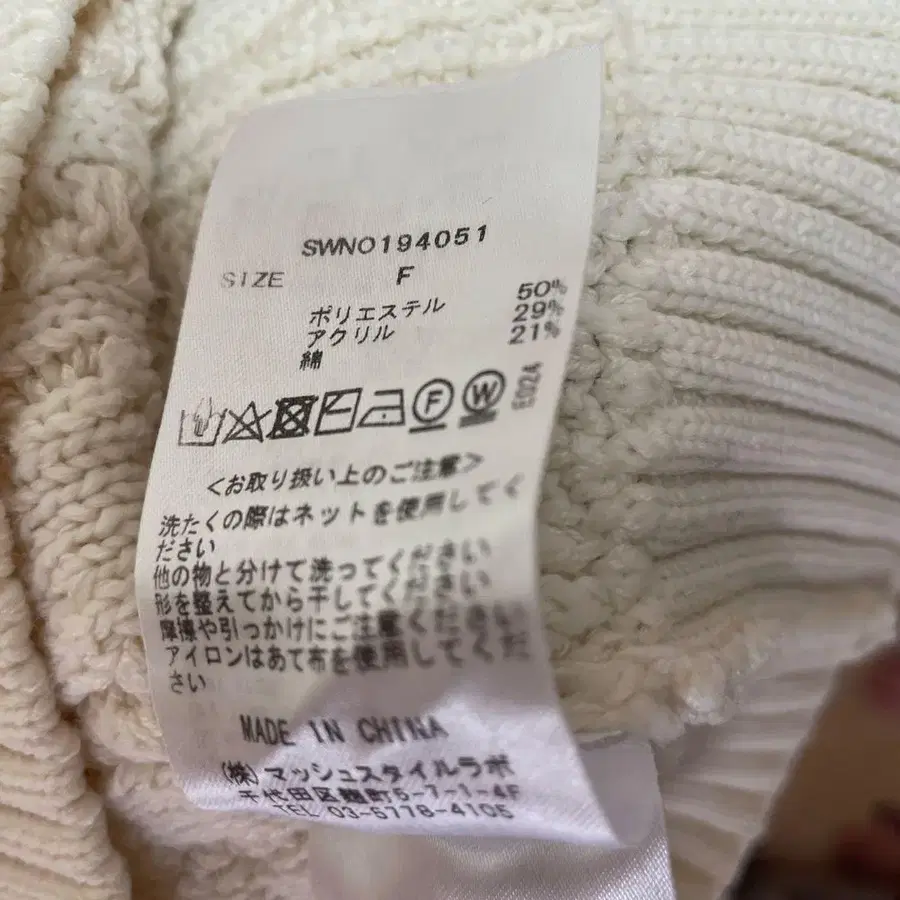 SWNO194051
SIZE F
ポリエステル 50%
アクリル 29%
綿 21%
F W E024
<お取り扱い上のご注意>
洗たくの際はネットを使用してく
ださい
他の物と分けて洗ってください
形を整えてから干してください
摩擦や引っかけにご注意ください
アイロンはあて布を使用してくだ
さい
MADE IN CHINA
(株)マッシュスタイルラボ
千代田区麹町5-7-1-4F
TEL 03-5778-4105